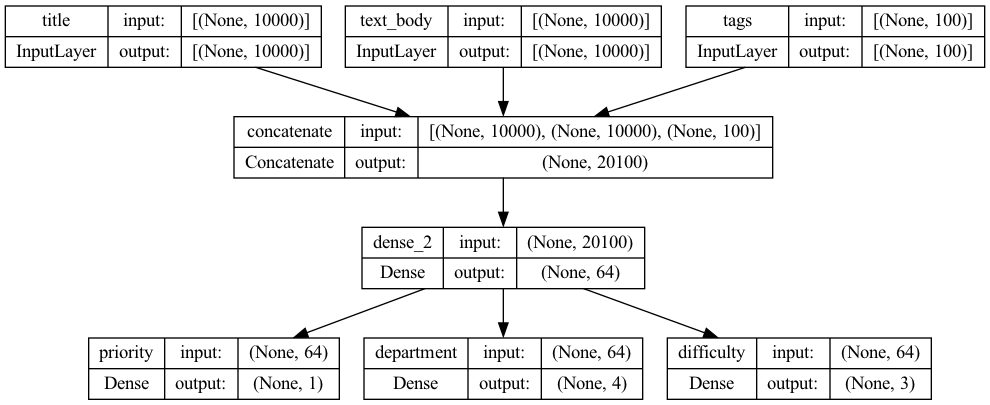 title input: [(None, 10000)]
InputLayer output: [(None, 10000)]
text_body input: [(None, 10000)]
InputLayer output: [(None, 10000)]
tags input: [(None, 100)]
InputLayer output: [(None, 100)]
concatenate input: [(None, 10000), (None, 10000), (None, 100)]
Concatenate output: (None, 20100)
dense_2 input: (None, 20100)
Dense output: (None, 64)
priority input: (None, 64)
Dense output: (None, 1)
department input: (None, 64)
Dense output: (None, 4)
difficulty input: (None, 64)
Dense output: (None, 3)